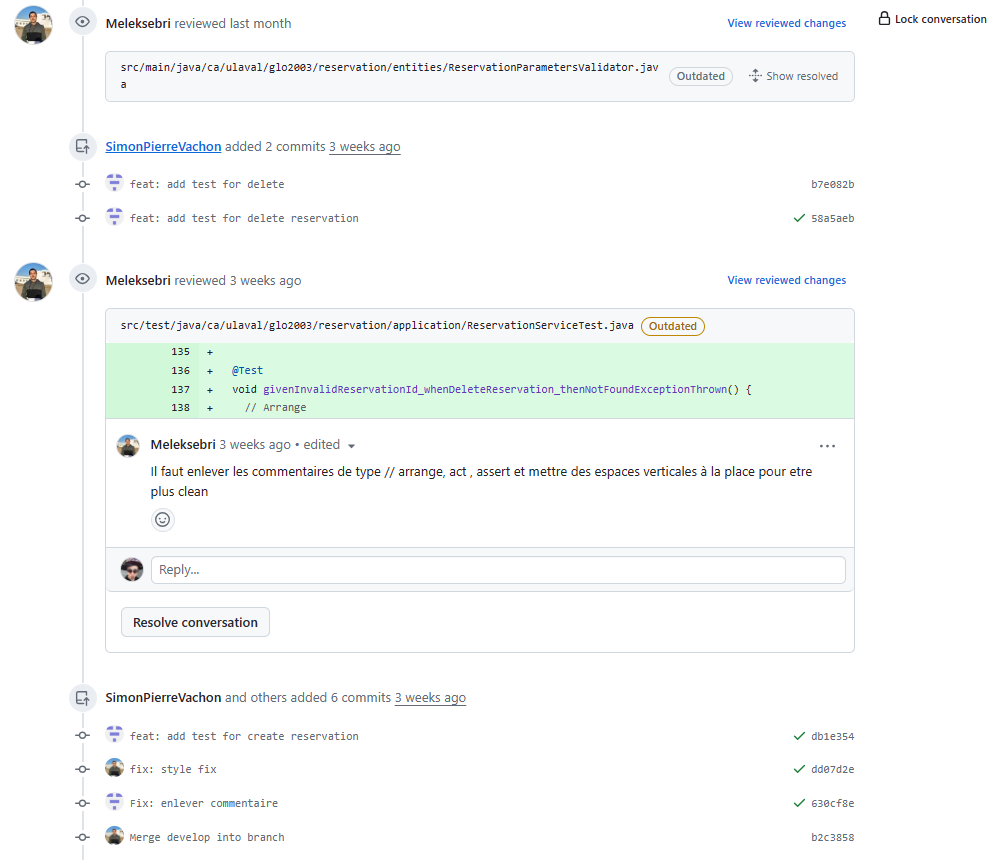 Meleksebri reviewed last month
View reviewed changes
Lock conversation
src/main/java/ca/ulaval/glo2003/reservation/entities/ReservationParametersValidator.jav
a
Outdated
Show resolved
SimonPierreVachon added 2 commits 3 weeks ago
feat: add test for delete
b7e082b
feat: add test for delete reservation
58a5aeb
Meleksebri reviewed 3 weeks ago
View reviewed changes
src/test/java/ca/ulaval/glo2003/reservation/application/ReservationServiceTest.java
Outdated
135 +
136 + @Test
137 + void givenInvalidReservationId_whenDeleteReservation_thenNotFoundExceptionThrown() {
138 + // Arrange
Meleksebri 3 weeks ago • edited
Il faut enlever les commentaires de type // arrange, act , assert et mettre des espaces verticales à la place pour etre
plus clean
Reply...
Resolve conversation
SimonPierreVachon and others added 6 commits 3 weeks ago
feat: add test for create reservation
db1e354
fix: style fix
dd07d2e
Fix: enlever commentaire
630cf8e
Merge develop into branch
b2c3858